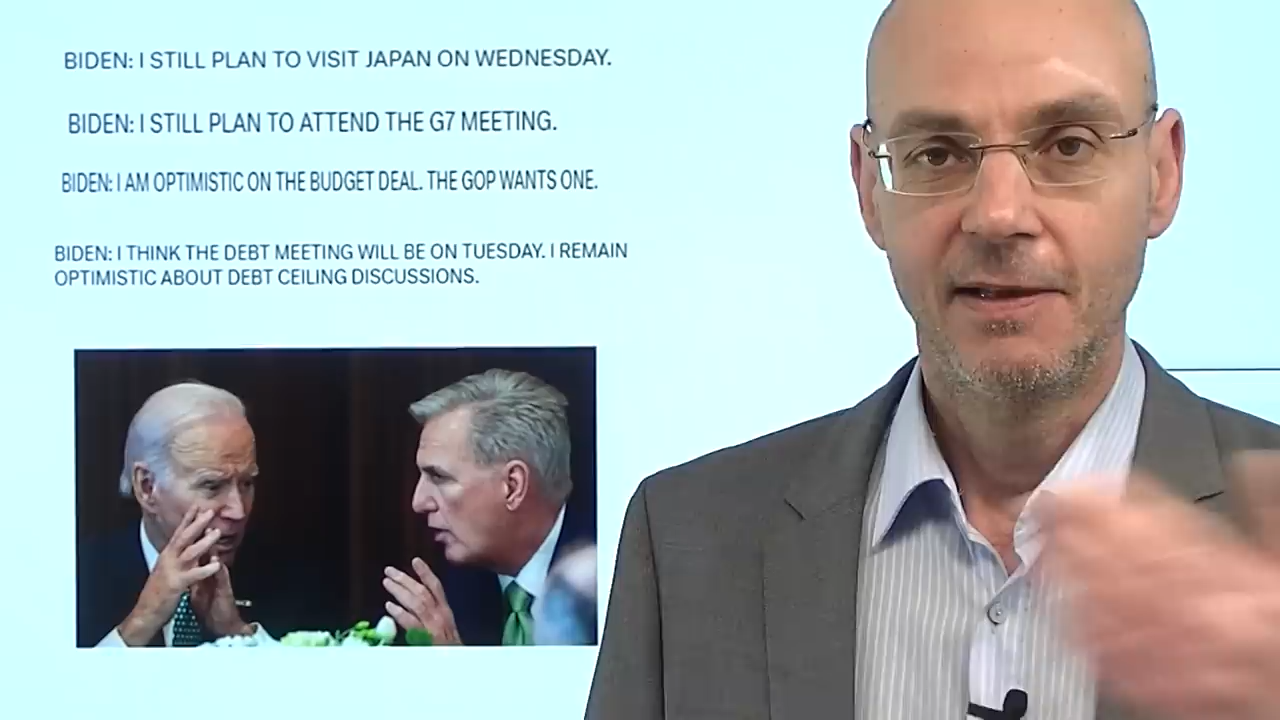 BIDEN: I STILL PLAN TO VISIT JAPAN ON WEDNESDAY.
BIDEN: I STILL PLAN TO ATTEND THE G7 MEETING.
BIDEN: I AM OPTIMISTIC ON THE BUDGET DEAL. THE GOP WANTS ONE.
BIDEN: I THINK THE DEBT MEETING WILL BE ON TUESDAY. I REMAIN
OPTIMISTIC ABOUT DEBT CEILING DISCUSSIONS.